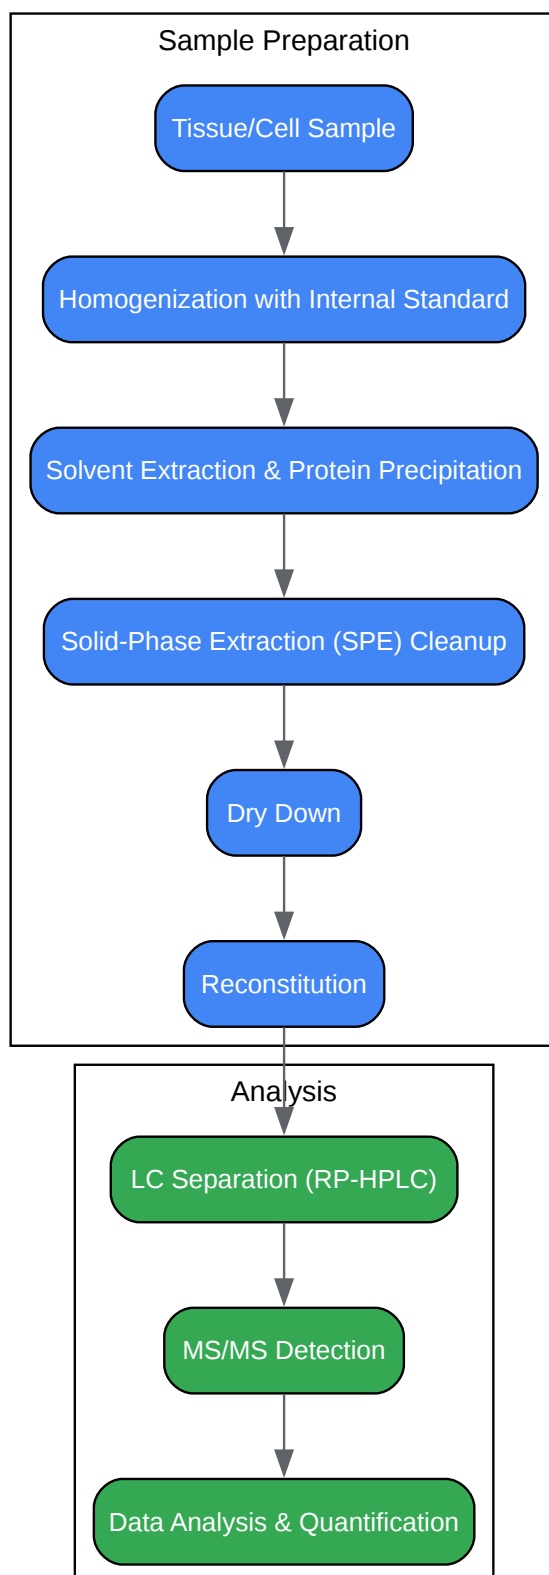 Sample Preparation
Tissue/Cell Sample
Homogenization with Internal Standard
Solvent Extraction & Protein Precipitation
Solid-Phase Extraction (SPE) Cleanup
Dry Down
Reconstitution
Analysis
LC Separation (RP-HPLC)
MS/MS Detection
Data Analysis & Quantification